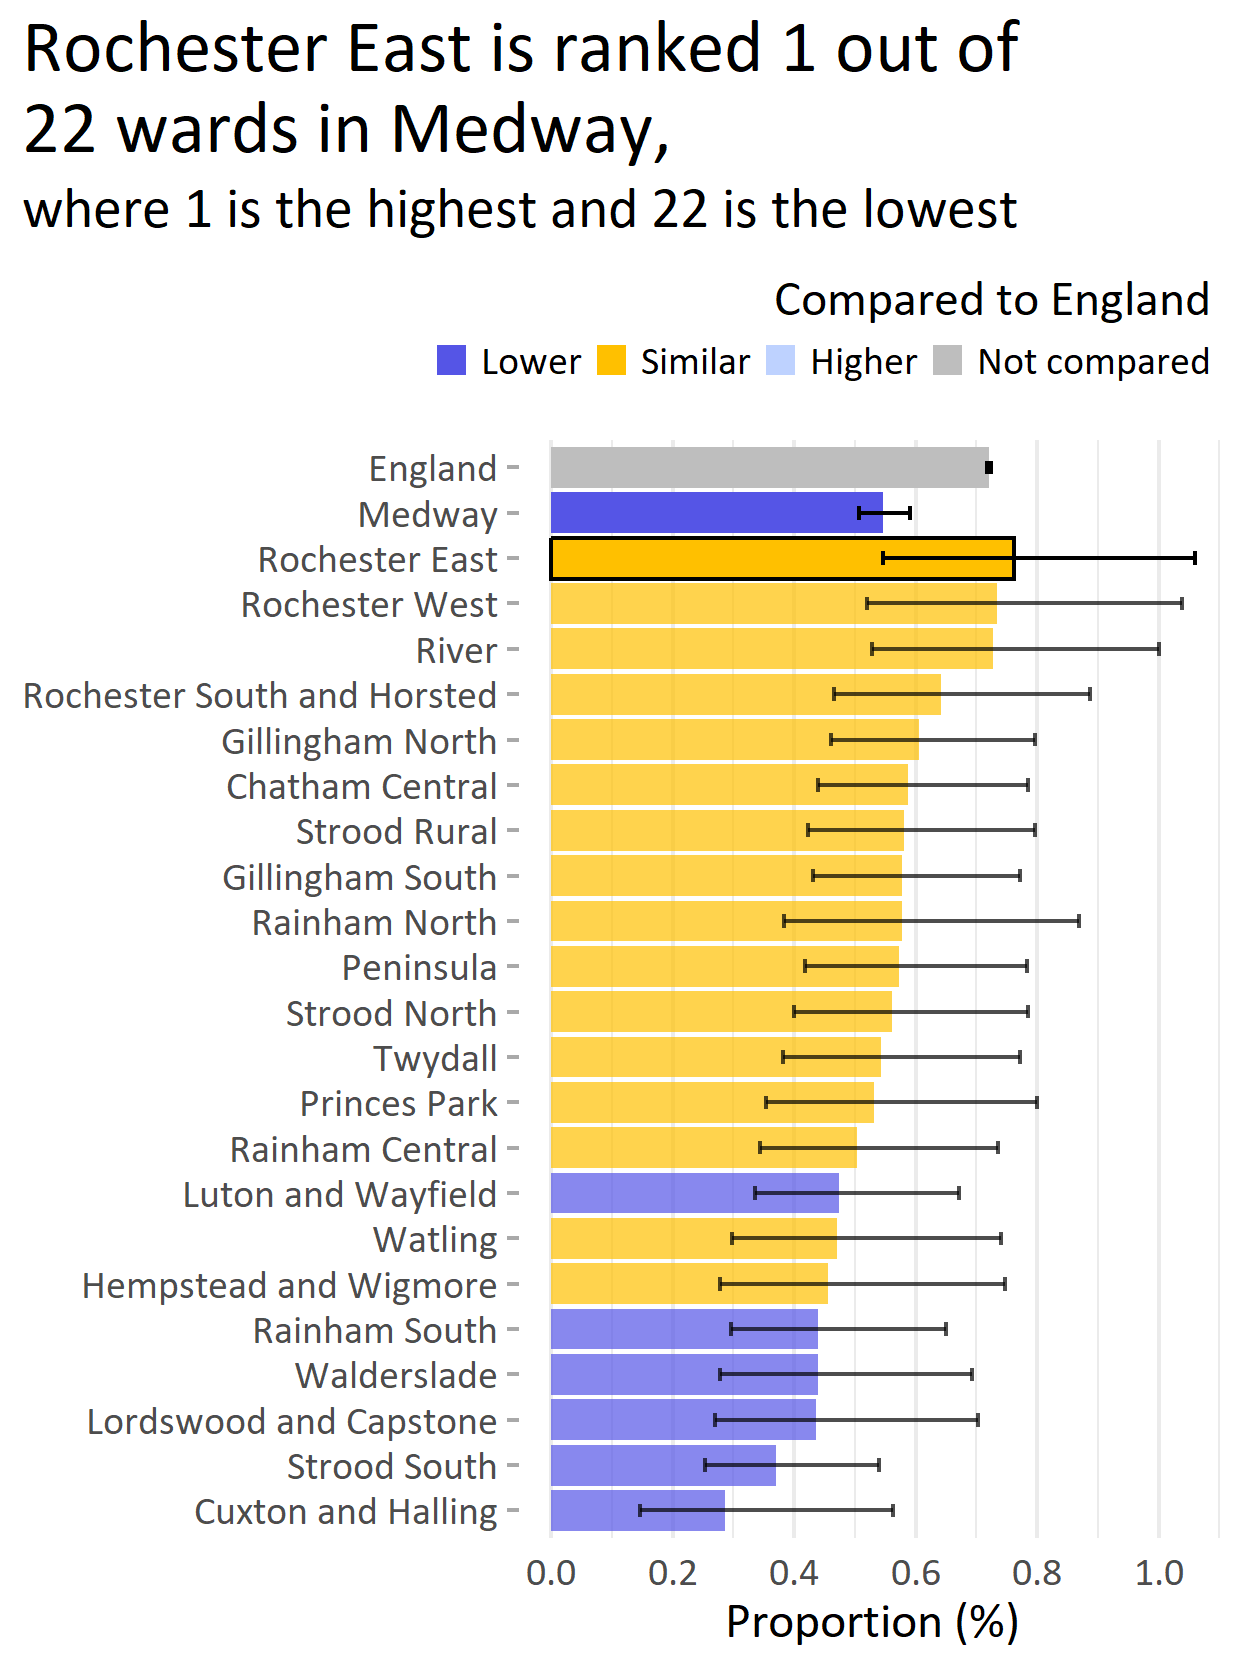 Rochester East is ranked 1 out of
22 wards in Medway,
where 1 is the highest and 22 is the lowest
Compared to England
Lower Similar Higher Not compared
England
Medway
Rochester East
Rochester West
River
Rochester South and Horsted
Gillingham North
Chatham Central
Strood Rural
Gillingham South
Rainham North
Peninsula
Strood North
Twydall
Princes Park
Rainham Central
Luton and Wayfield
Watling
Hempstead and Wigmore
Rainham South
Walderslade
Lordswood and Capstone
Strood South
Cuxton and Halling
0.0 0.2 0.4 0.6 0.8 1.0
Proportion (%)